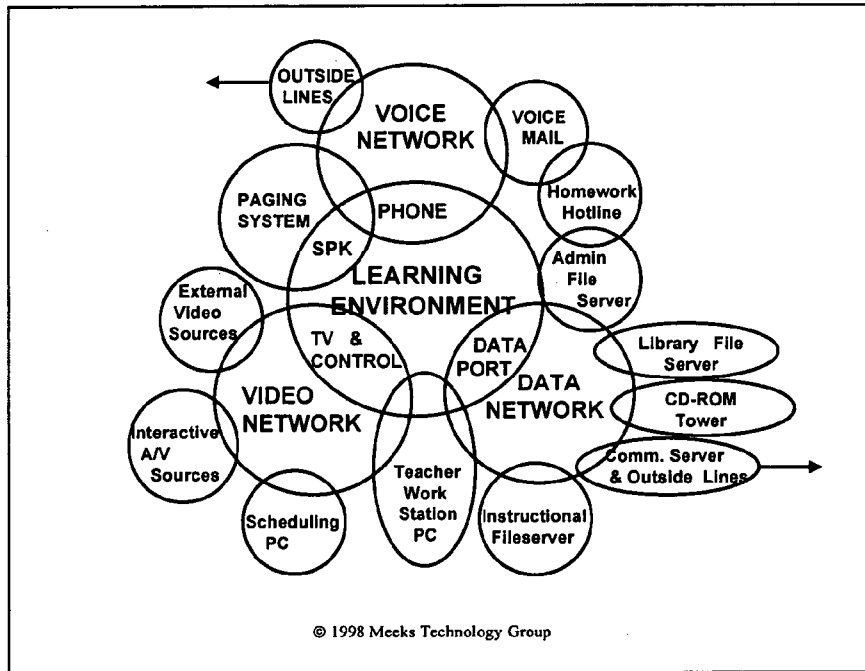 OUTSIDE
LINES
VOICE
NETWORK
VOICE
MAIL
PAGING
SYSTEM
PHONE
Homework
Hotline
SPK
Admin
File
Server
LEARNING
ENVIRONMENT
External
Video
Sources
TV &
CONTROL
DATA
PORT
Library File
Server
VIDEO
NETWORK
DATA
NETWORK
CD-ROM
Tower
Interactive
A/V
Sources
Teacher
Work
Station
PC
Comm. Server
& Outside Lines
Scheduling
PC
Instructional
Fileserver
© 1998 Meeks Technology Group